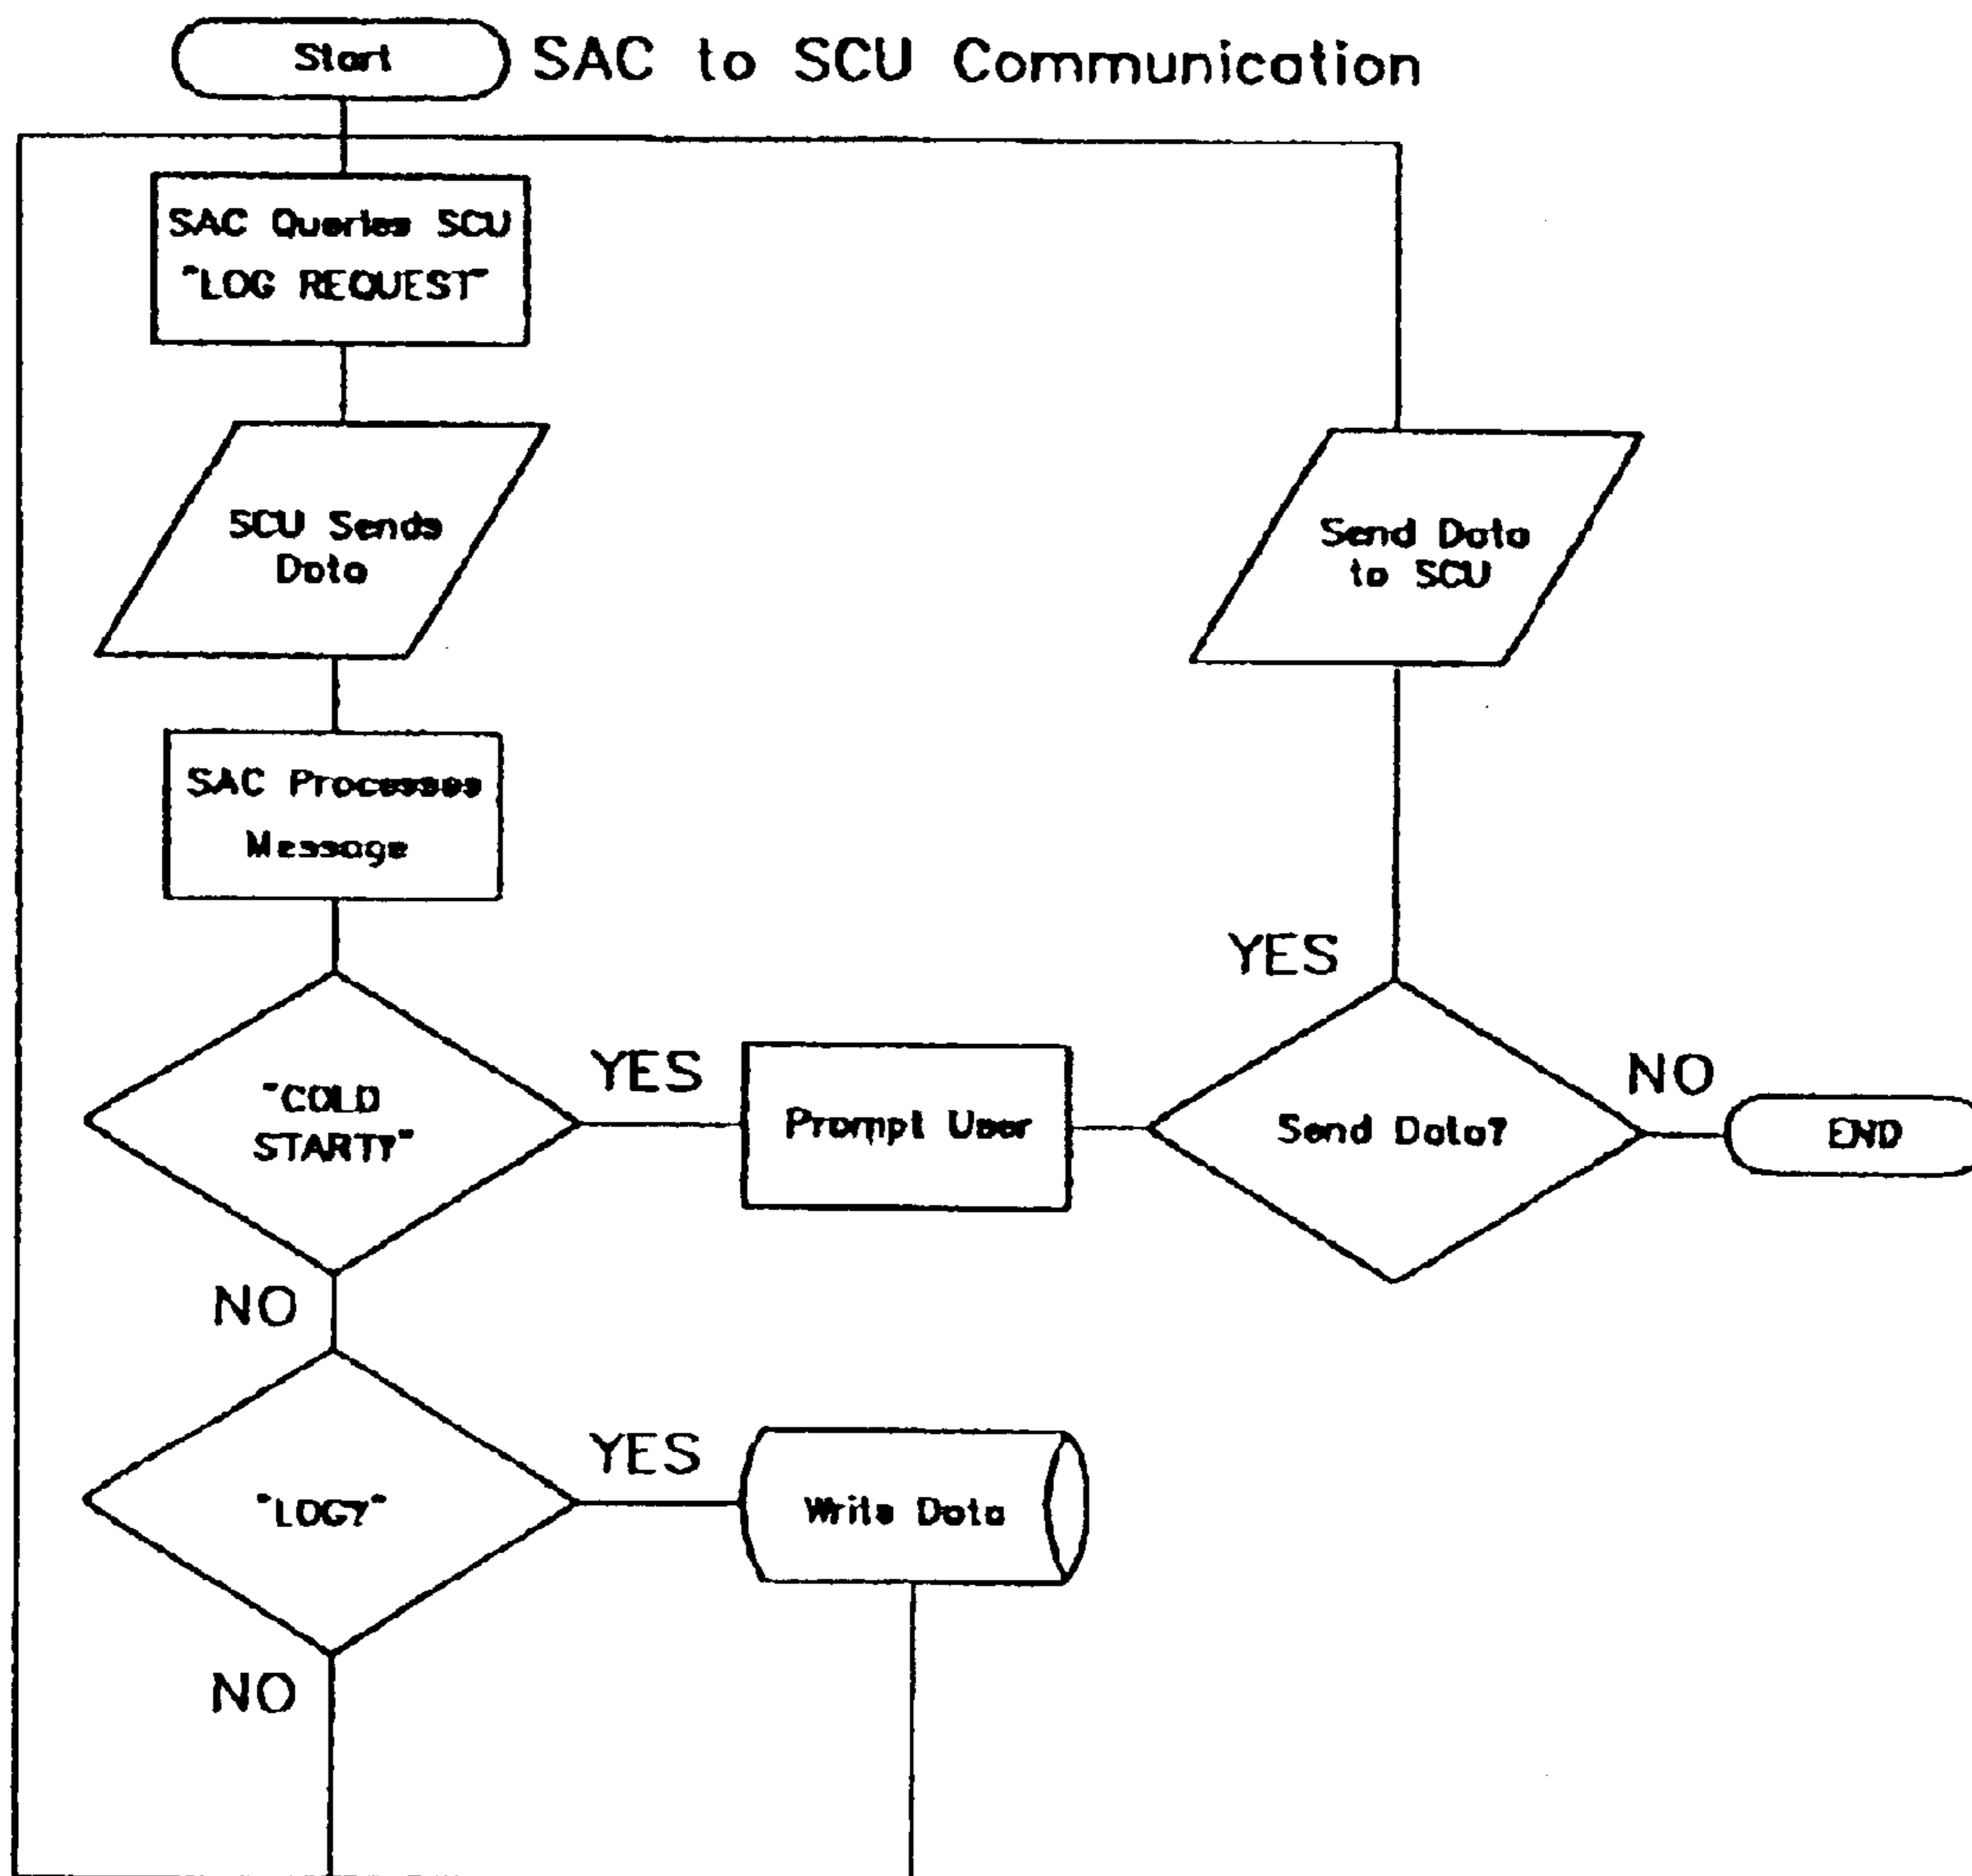 Start
SAC to SCU Communication
SAC Queries SCU
"LOG REQUEST"
SCU Sends
Data
Send Data
to SCU
SAC Processes
Message
YES
"COLD
START?"
YES
Prompt User
Send Data?
NO
END
NO
"LOG?"
YES
Write Data
NO